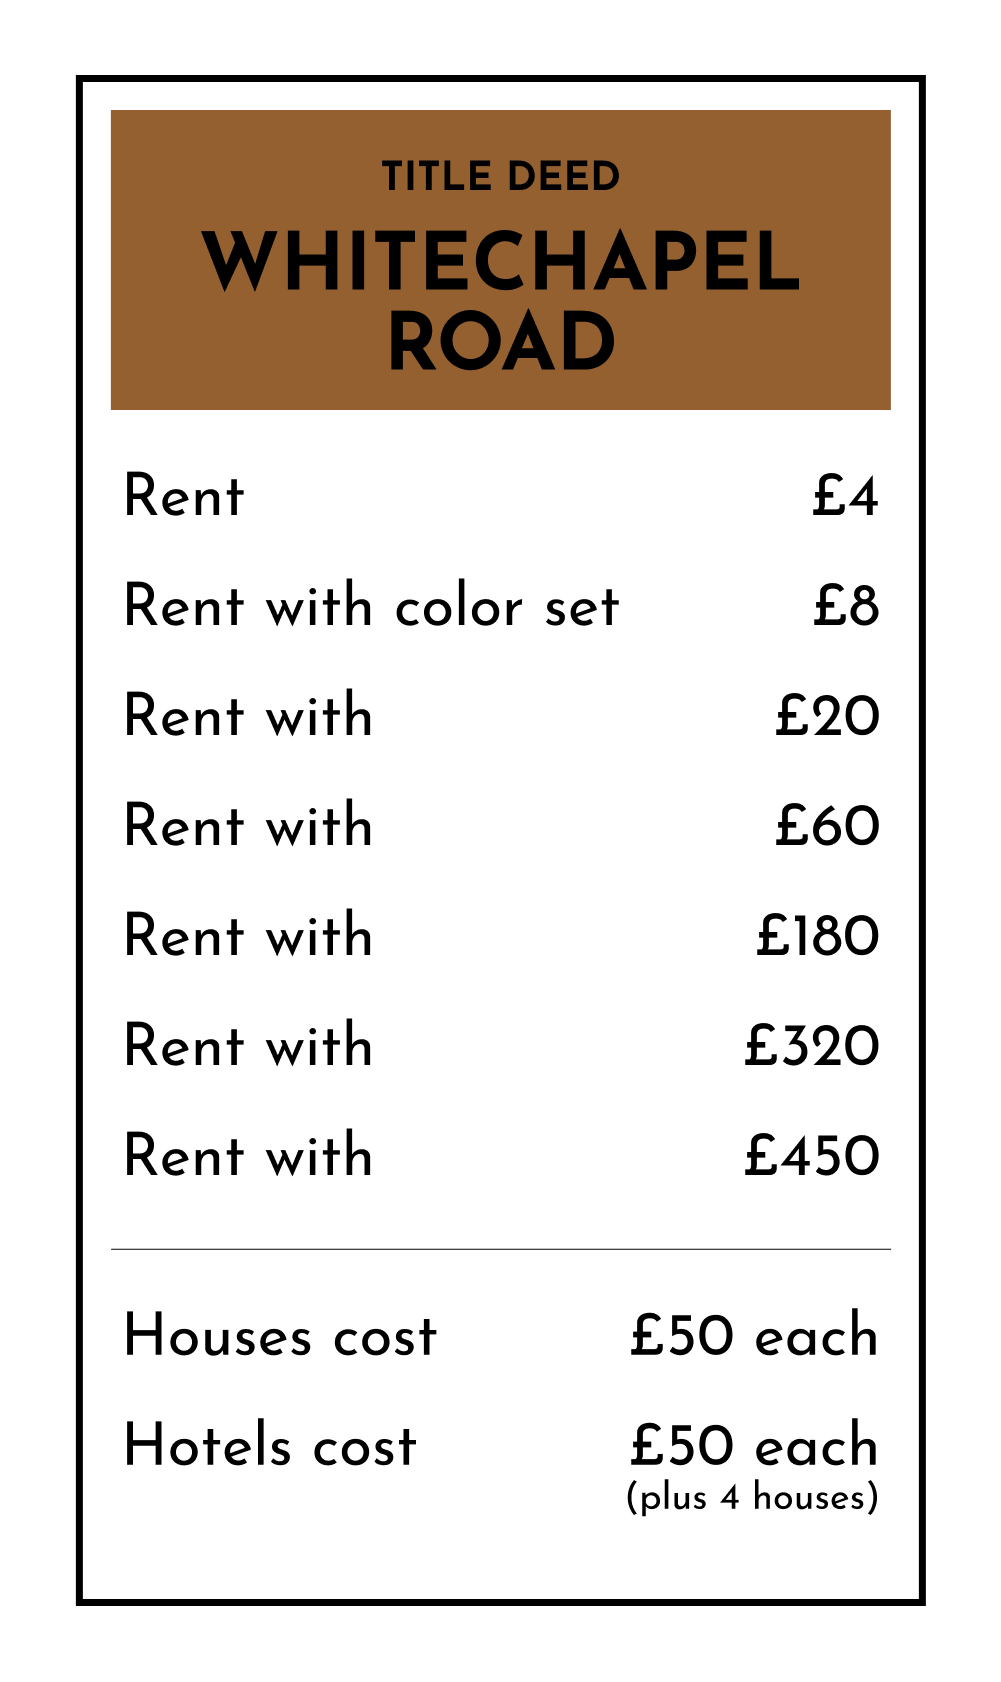 TITLE DEED
WHITECHAPEL
ROAD
Rent £4
Rent with color set £8
Rent with £20
Rent with £60
Rent with £180
Rent with £320
Rent with £450
Houses cost £50 each
Hotels cost £50 each
(plus 4 houses)